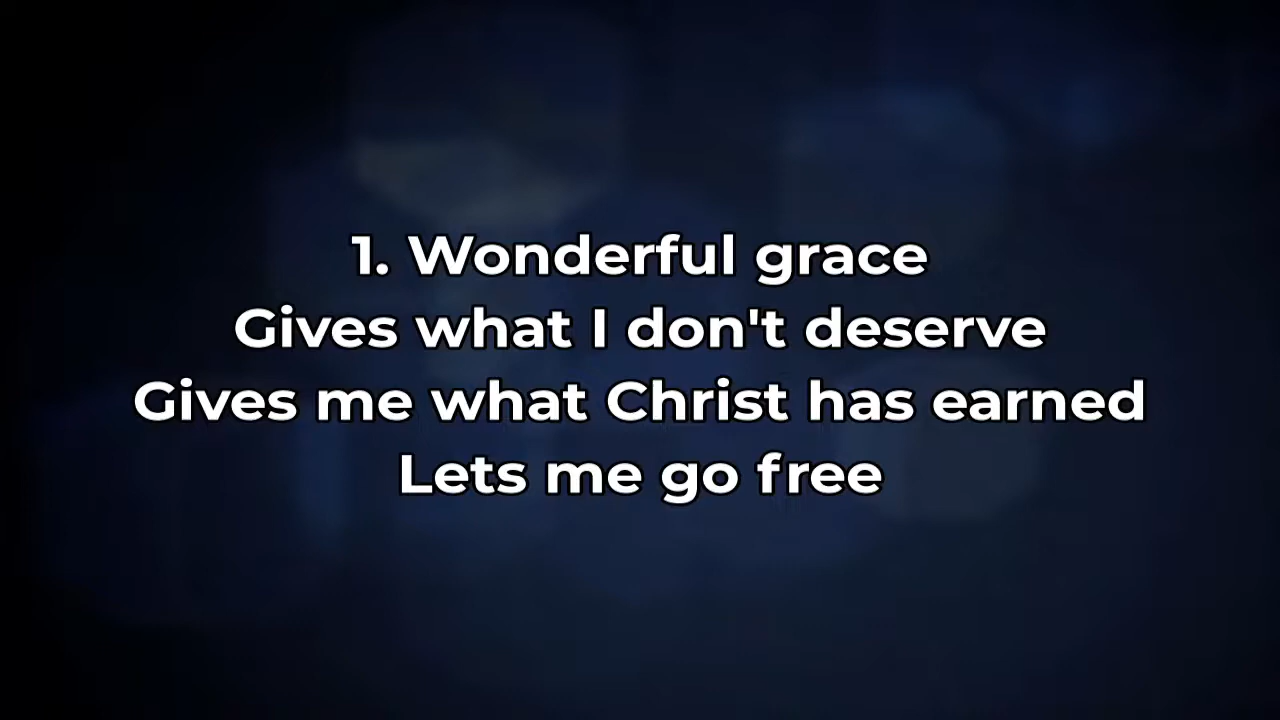 1. Wonderful grace
Gives what I don't deserve
Gives me what Christ has earned
Lets me go free